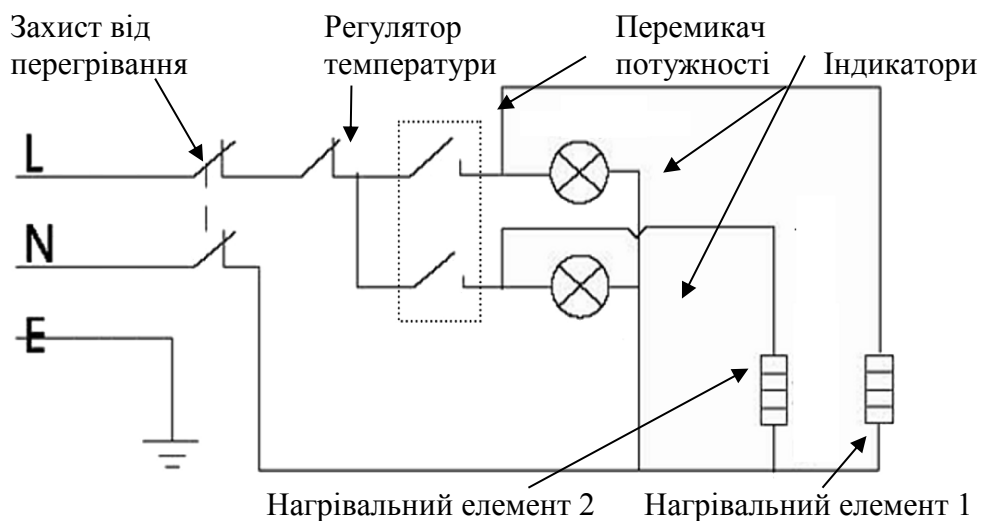 Захист від
перегрівання
Регулятор
температури
Перемикач
потужності
Індикатори
L
N
E
Нагрівальний елемент 2
Нагрівальний елемент 1